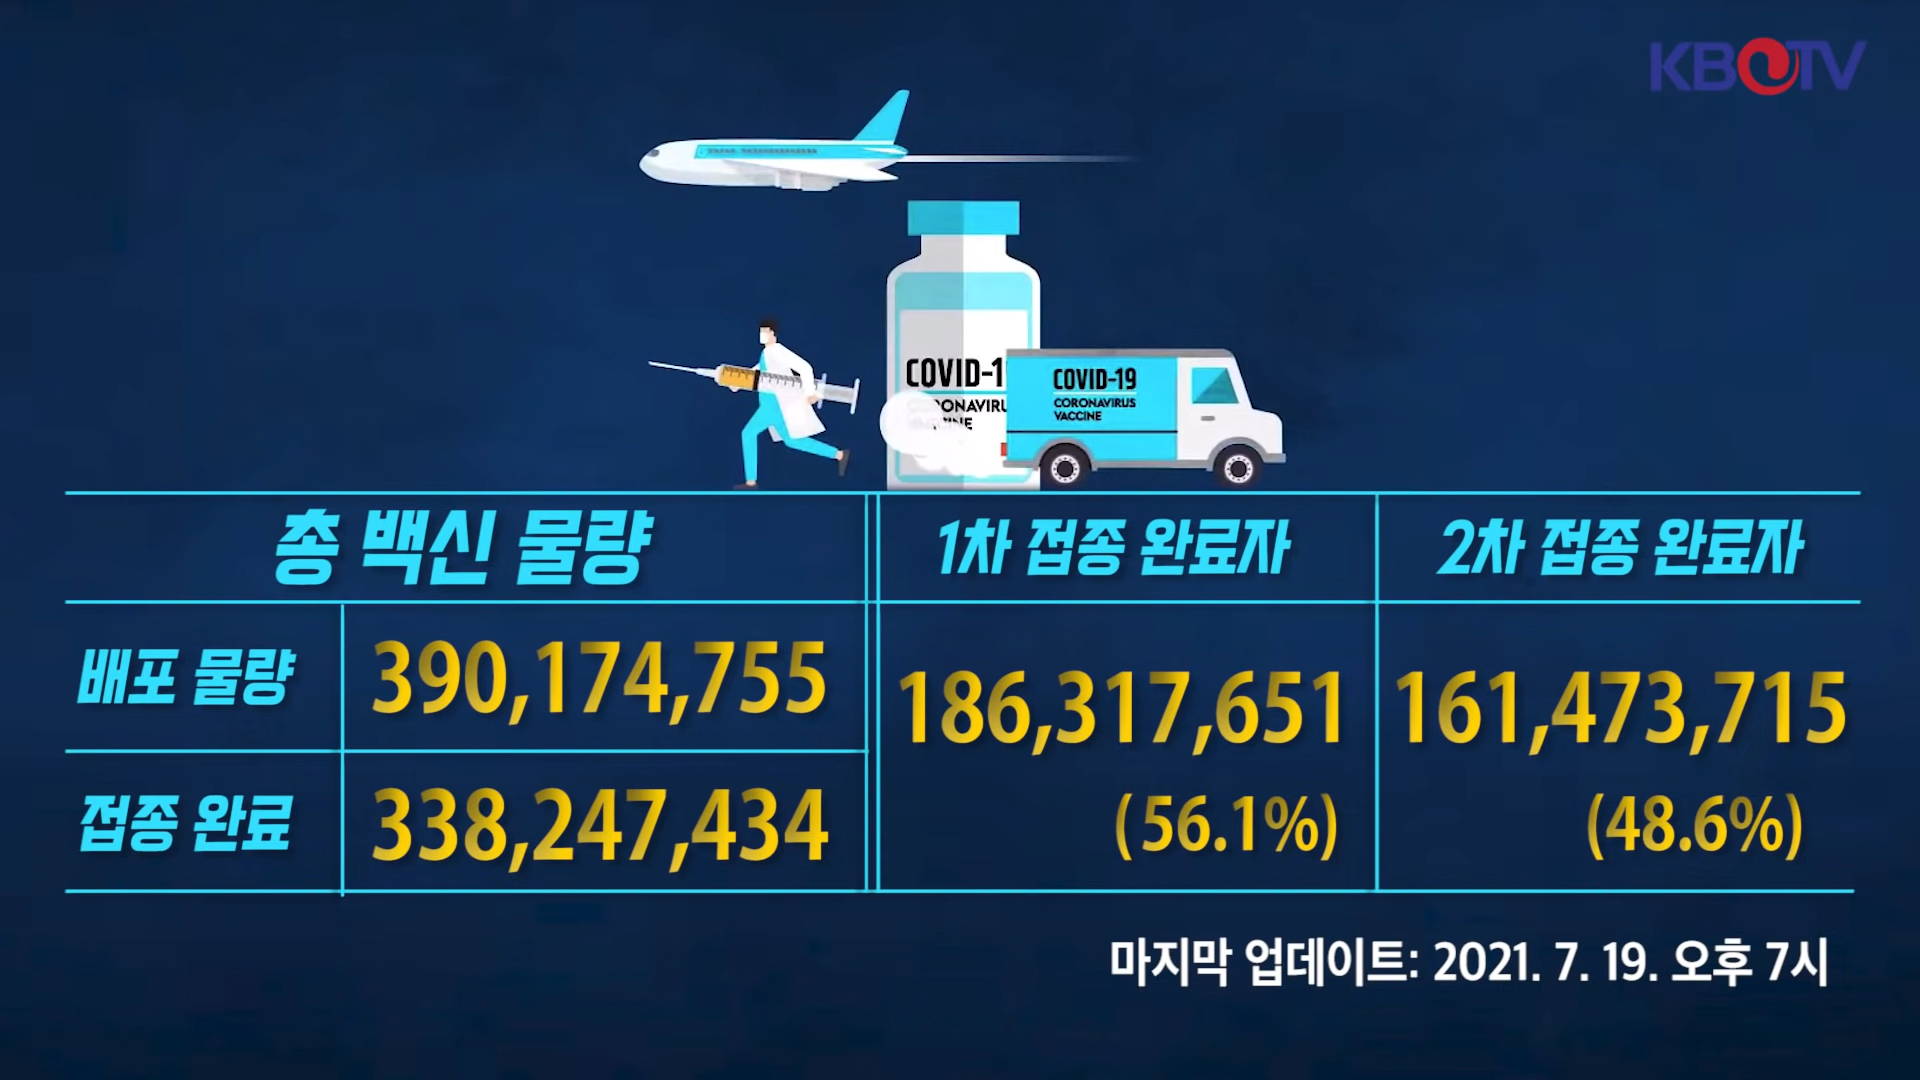 KBC TV
COVID-1
CORONAVIRU
COVID-19
CORONAVIRUS
VACCINE
총 백신 물량
1차 접종 완료자
2차 접종 완료자
배포 물량
390,174,755
186,317,651
161,473,715
접종 완료
338,247,434
(56.1%)
(48.6%)
마지막 업데이트: 2021. 7. 19. 오후 7시